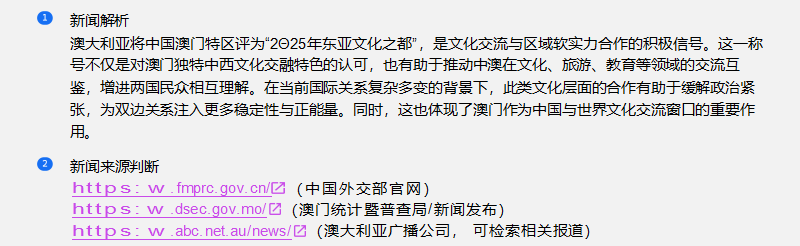 1 新闻解析
澳大利亚将中国澳门特区评为“2025年东亚文化之都”，是文化交流与区域软实力合作的积极信号。这一称
号不仅是对澳门独特中西文化交融特色的认可，也有助于推动中澳在文化、旅游、教育等领域的交流互
鉴，增进两国民众相互理解。在当前国际关系复杂多变的背景下，此类文化层面的合作有助于缓解政治紧
张，为双边关系注入更多稳定性与正能量。同时，这也体现了澳门作为中国与世界文化交流窗口的重要作
用。
2 新闻来源判断
https: w .fmprc.gov.cn/ （中国外交部官网）
https: w .dsec.gov.mo/ （澳门统计暨普查局/新闻发布）
https: w .abc.net.au/news/ （澳大利亚广播公司， 可检索相关报道）